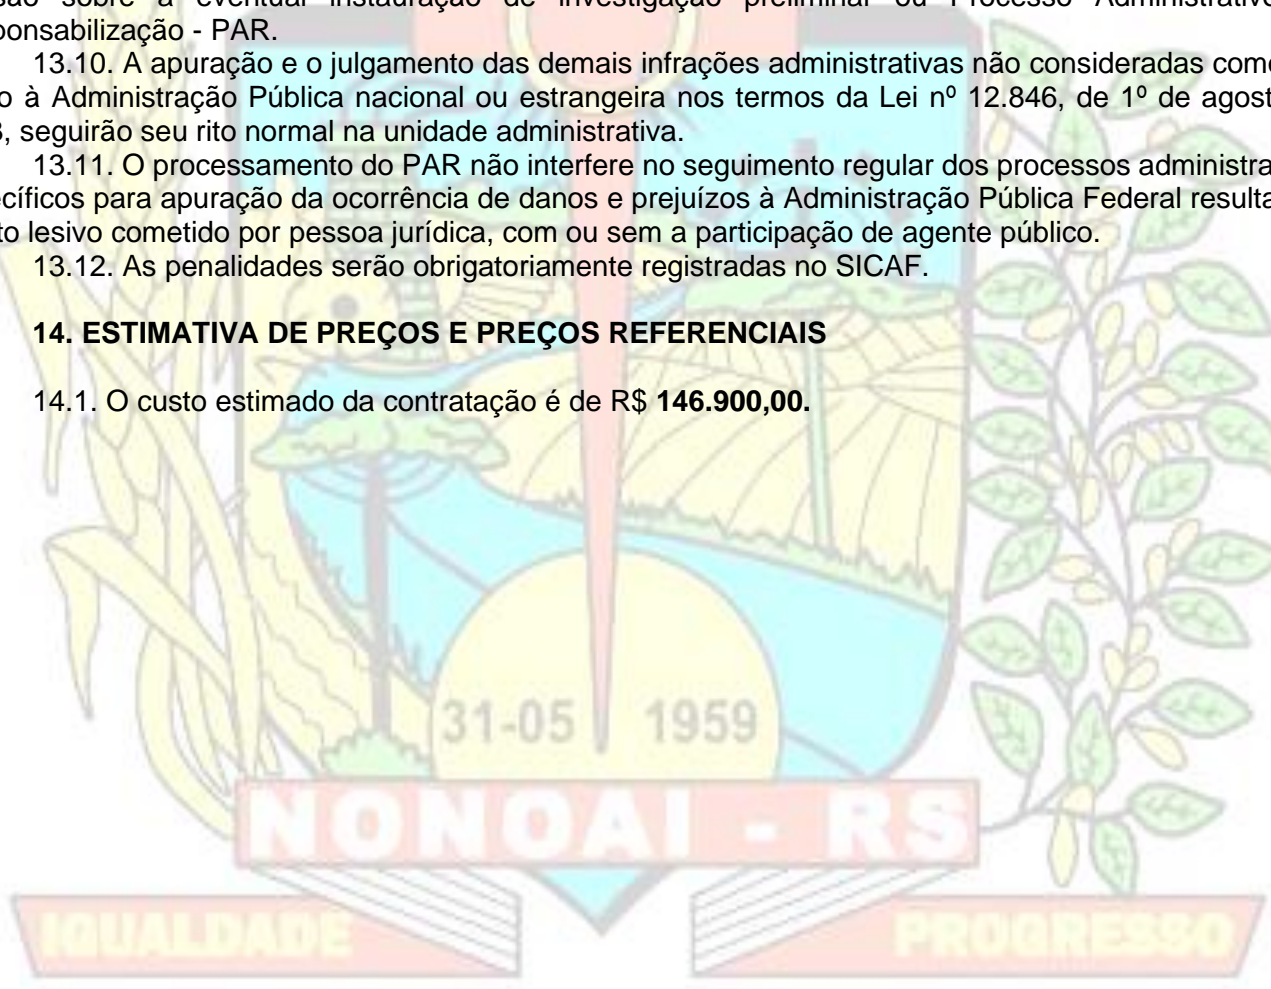 são sobre a eventual instauração de investigação preliminar ou Processo Administrativo
ponsabilização - PAR.
13.10. A apuração e o julgamento das demais infrações administrativas não consideradas como
o à Administração Pública nacional ou estrangeira nos termos da Lei nº 12.846, de 1º de agost
3, seguirão seu rito normal na unidade administrativa.
13.11. O processamento do PAR não interfere no seguimento regular dos processos administra
ecíficos para apuração da ocorrência de danos e prejuízos à Administração Pública Federal resulta
to lesivo cometido por pessoa jurídica, com ou sem a participação de agente público.
13.12. As penalidades serão obrigatoriamente registradas no SICAF.
14. ESTIMATIVA DE PREÇOS E PREÇOS REFERENCIAIS
14.1. O custo estimado da contratação é de R$ 146.900,00.
31-05 1959
NONOAI - RS
IGUALDADE PROGRESSO